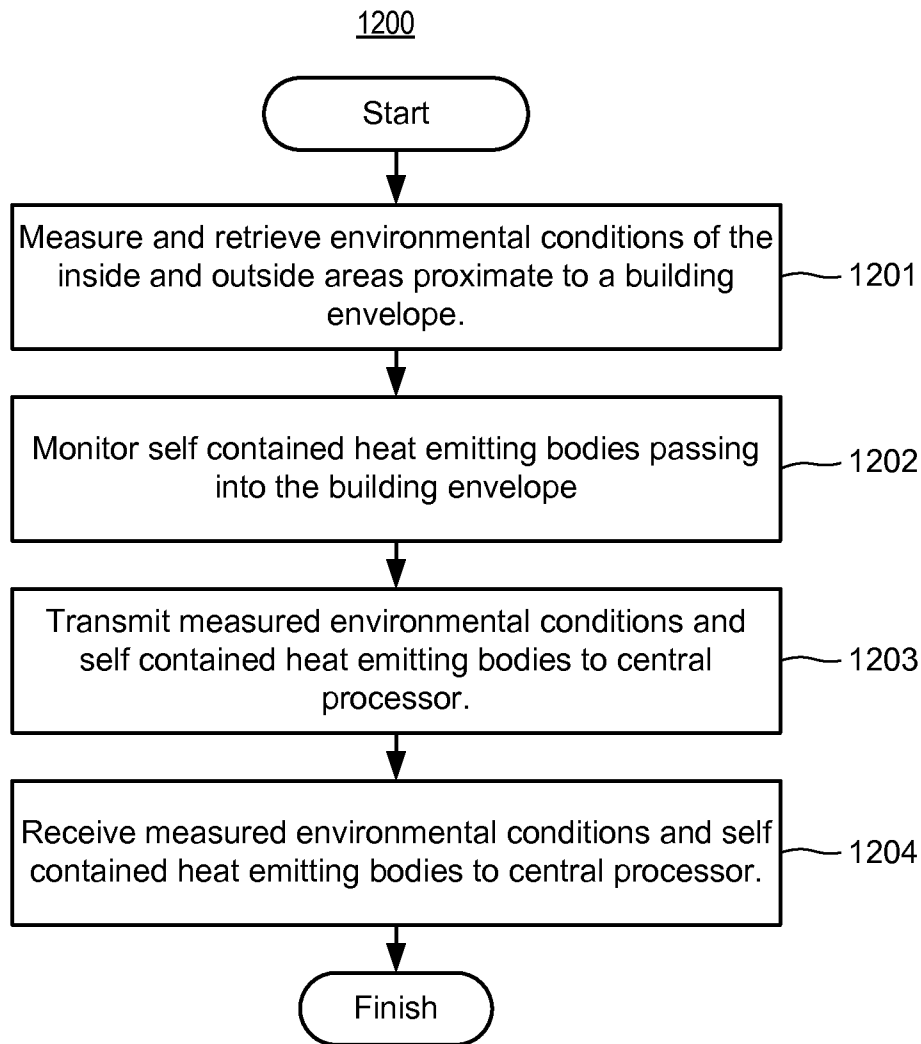 1200
Start
Measure and retrieve environmental conditions of the
inside and outside areas proximate to a building
envelope.
1201
Monitor self contained heat emitting bodies passing
into the building envelope
1202
Transmit measured environmental conditions and
self contained heat emitting bodies to central
processor.
1203
Receive measured environmental conditions and self
contained heat emitting bodies to central processor.
1204
Finish